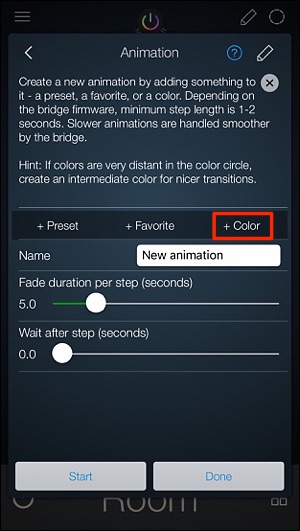 Animation
Create a new animation by adding something to
it - a preset, a favorite, or a color. Depending on
the bridge firmware, minimum step length is 1-2
seconds. Slower animations are handled smoother
by the bridge.
Hint: If colors are very distant in the color circle,
create an intermediate color for nicer transitions.
+ Preset + Favorite + Color
Name New animation
Fade duration per step (seconds)
5.0
Wait after step (seconds)
0.0
Start Done
Room